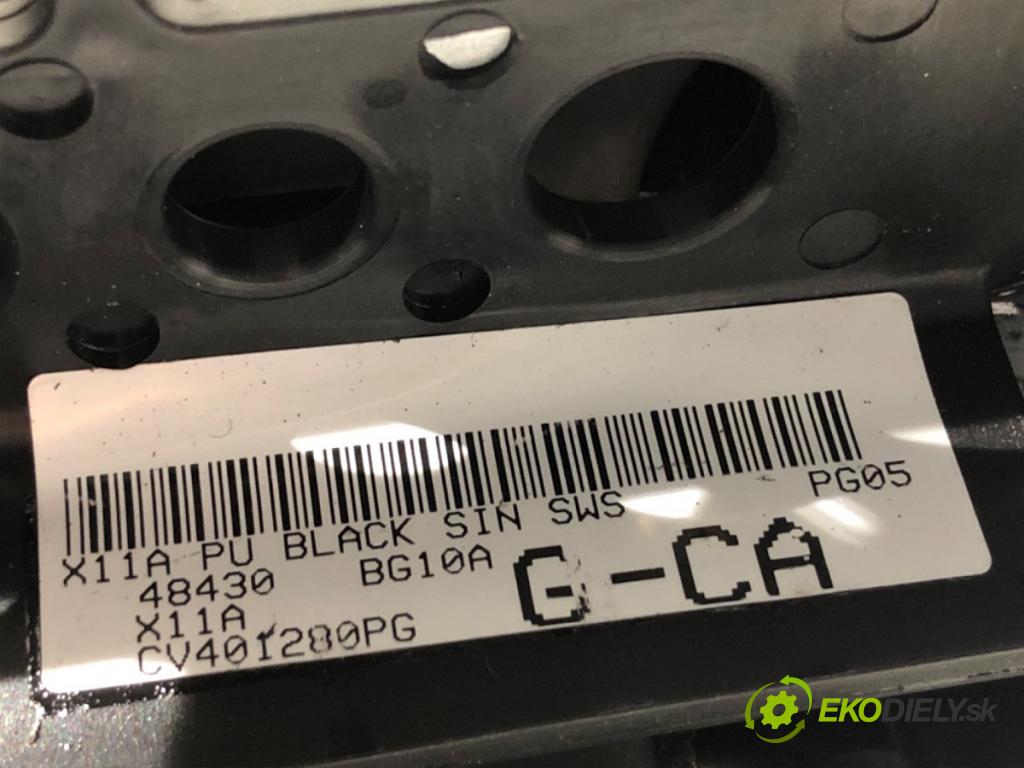 X11A PU BLACK SIN SWS PG05
48430 BG10A G-CA
X11A
CV401280PG
EKODIELY.sk